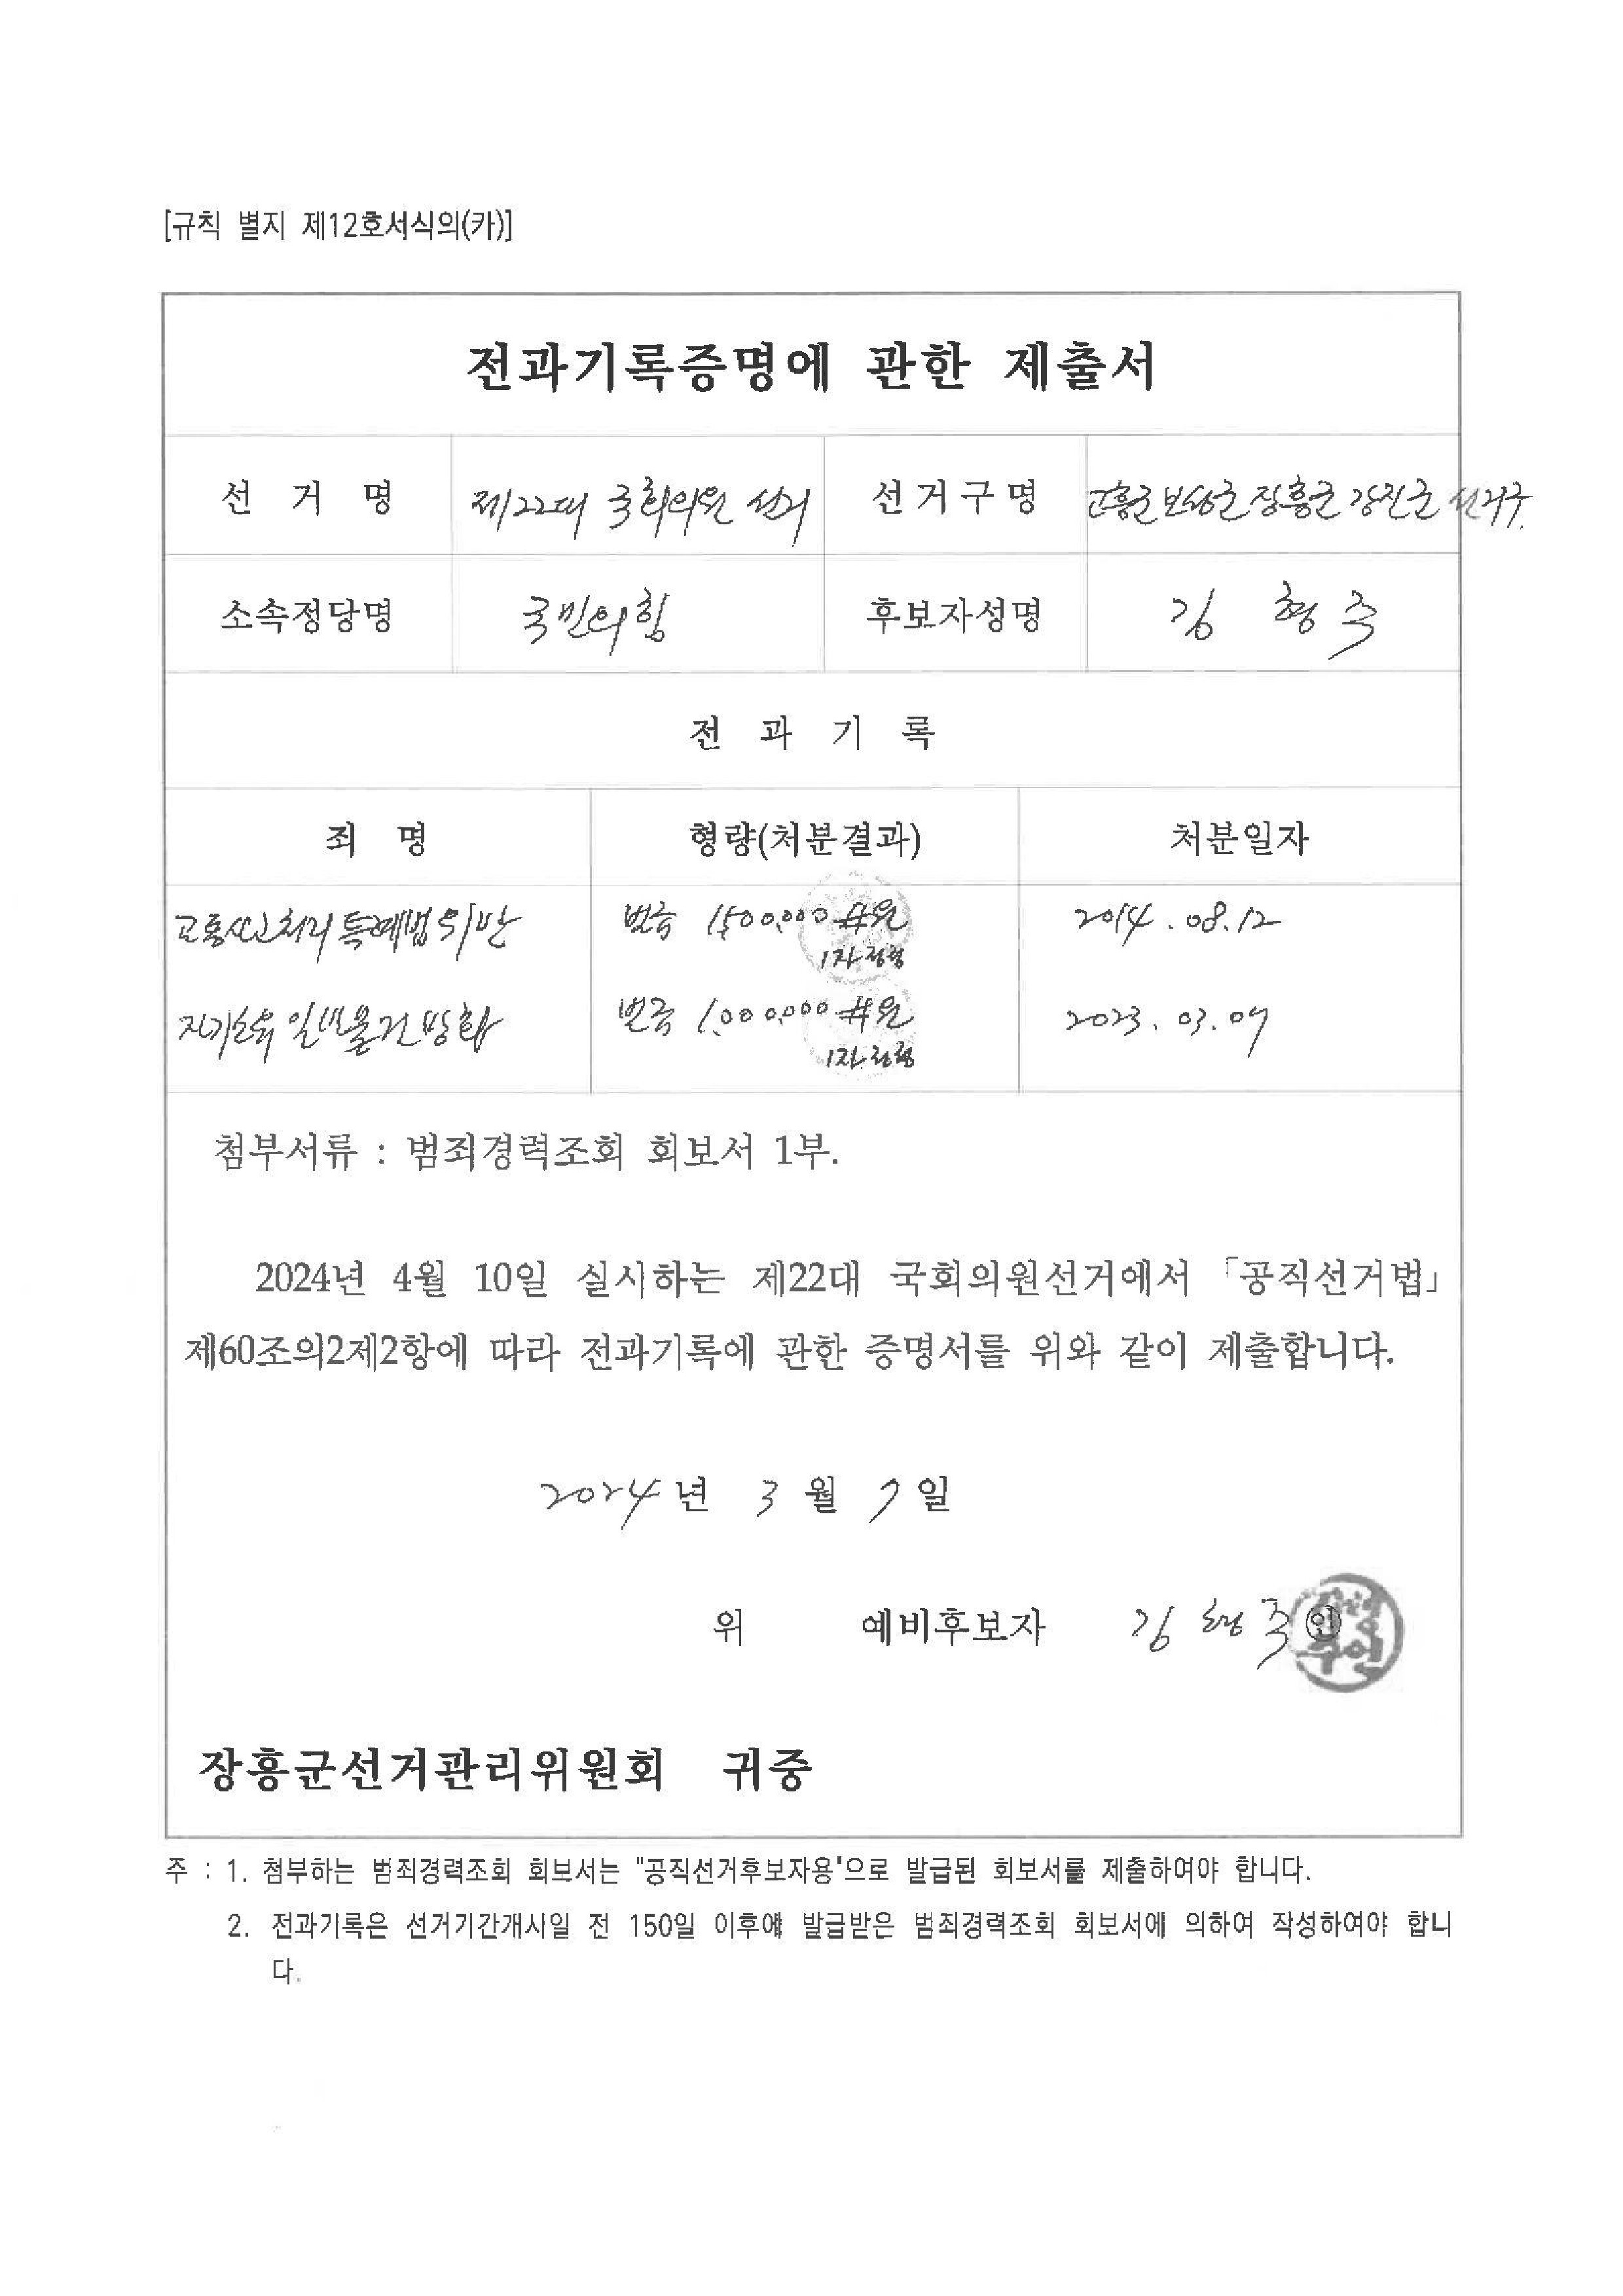 [규칙 별지 제12호서식의(카)]
전과기록증명에 관한 제출서
선 거 명 제22대 국회의원 선거 선거구명 고흥군보성군장흥군강진군 선거구
소속정당명 국민의힘 후보자성명 김 형 주
전 과 기 록
죄 명 형량(처분결과) 처분일자
교통사고처리특례법위반 벌금 1,500,000 원 2014.08.12
1자 정정
자기소유일반물건방화 벌금 1,000,000 원 2023.03.07
1자 정정
첨부서류 : 범죄경력조회 회보서 1부.
2024년 4월 10일 실시하는 제22대 국회의원선거에서 「공직선거법」
제60조의2제2항에 따라 전과기록에 관한 증명서를 위와 같이 제출합니다.
2024년 3월 7일
위 예비후보자 김 형 주 ㊞
장흥군선거관리위원회 귀중
주 : 1. 첨부하는 범죄경력조회 회보서는 "공직선거후보자용"으로 발급된 회보서를 제출하여야 합니다.
2. 전과기록은 선거기간개시일 전 150일 이후에 발급받은 범죄경력조회 회보서에 의하여 작성하여야 합니
다.